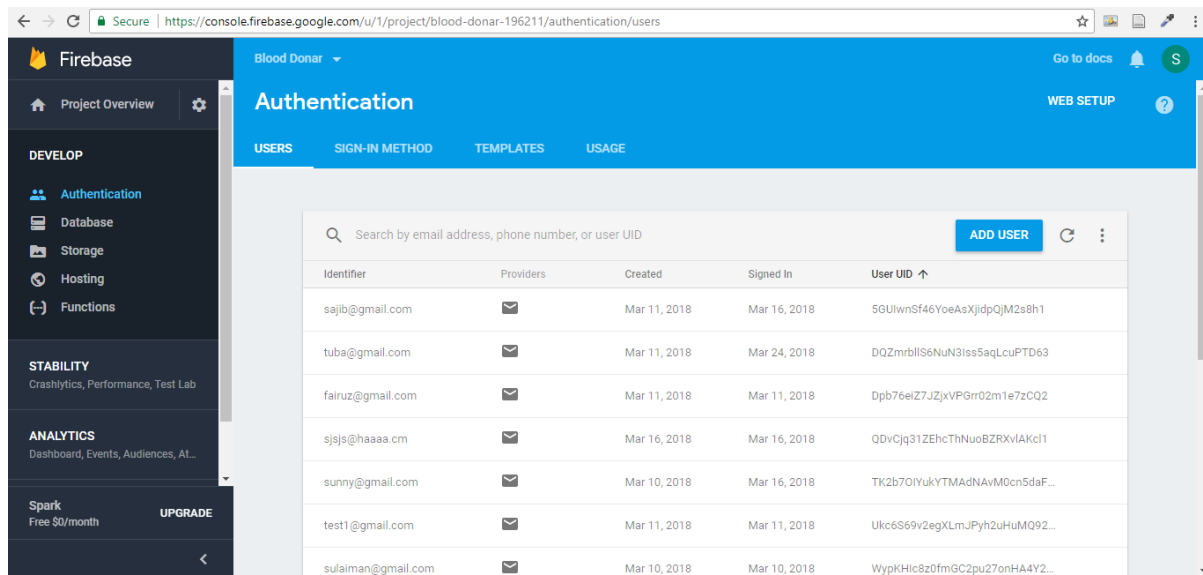 Secure | https://console.firebase.google.com/u/1/project/blood-donar-196211/authentication/users
Firebase
Project Overview
DEVELOP
Authentication
Database
Storage
Hosting
Functions
STABILITY
Crashlytics, Performance, Test Lab
ANALYTICS
Dashboard, Events, Audiences, At...
Spark
Free $0/month
UPGRADE
Blood Donar
Go to docs
S
Authentication
WEB SETUP
USERS SIGN-IN METHOD TEMPLATES USAGE
Search by email address, phone number, or user UID
ADD USER
Identifier Providers Created Signed In User UID
sajib@gmail.com Mar 11, 2018 Mar 16, 2018 5GUIwnSf46YoeAsXjidpQjM2s8h1
tuba@gmail.com Mar 11, 2018 Mar 24, 2018 DQZmrbllS6NuN3Iss5aqLcuPTD63
fairuz@gmail.com Mar 11, 2018 Mar 11, 2018 Dpb76eiZ7JZjxVPGrr02m1e7zCQ2
sjsjs@haaaa.cm Mar 16, 2018 Mar 16, 2018 QDvCjq31ZEhcThNuoBZRXvlAKcl1
sunny@gmail.com Mar 10, 2018 Mar 16, 2018 TK2b7OIYukYTMAdNAvM0cn5daF...
test1@gmail.com Mar 11, 2018 Mar 11, 2018 Ukc6S69v2egXLmJPyh2uHuMQ92...
sulaiman@gmail.com Mar 10, 2018 Mar 10, 2018 WypKHIc8z0fmGC2pu27onHA4Y2...